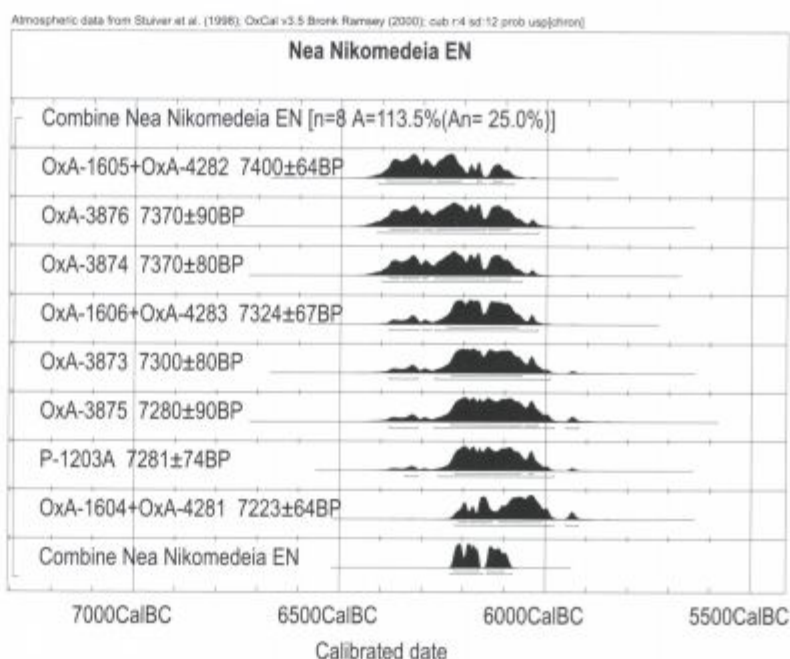 Atmospheric data from Stuiver et al. (1998); OxCal v3.5 Bronk Ramsey (2000); cub r:4 sd:12 prob usp[chron]
Nea Nikomedeia EN
Combine Nea Nikomedeia EN [n=8 A=113.5%(An= 25.0%)]
OxA-1605+OxA-4282 7400±64BP
OxA-3876 7370±90BP
OxA-3874 7370±80BP
OxA-1606+OxA-4283 7324±67BP
OxA-3873 7300±80BP
OxA-3875 7280±90BP
P-1203A 7281±74BP
OxA-1604+OxA-4281 7223±64BP
Combine Nea Nikomedeia EN
7000CalBC 6500CalBC 6000CalBC 5500CalBC
Calibrated date